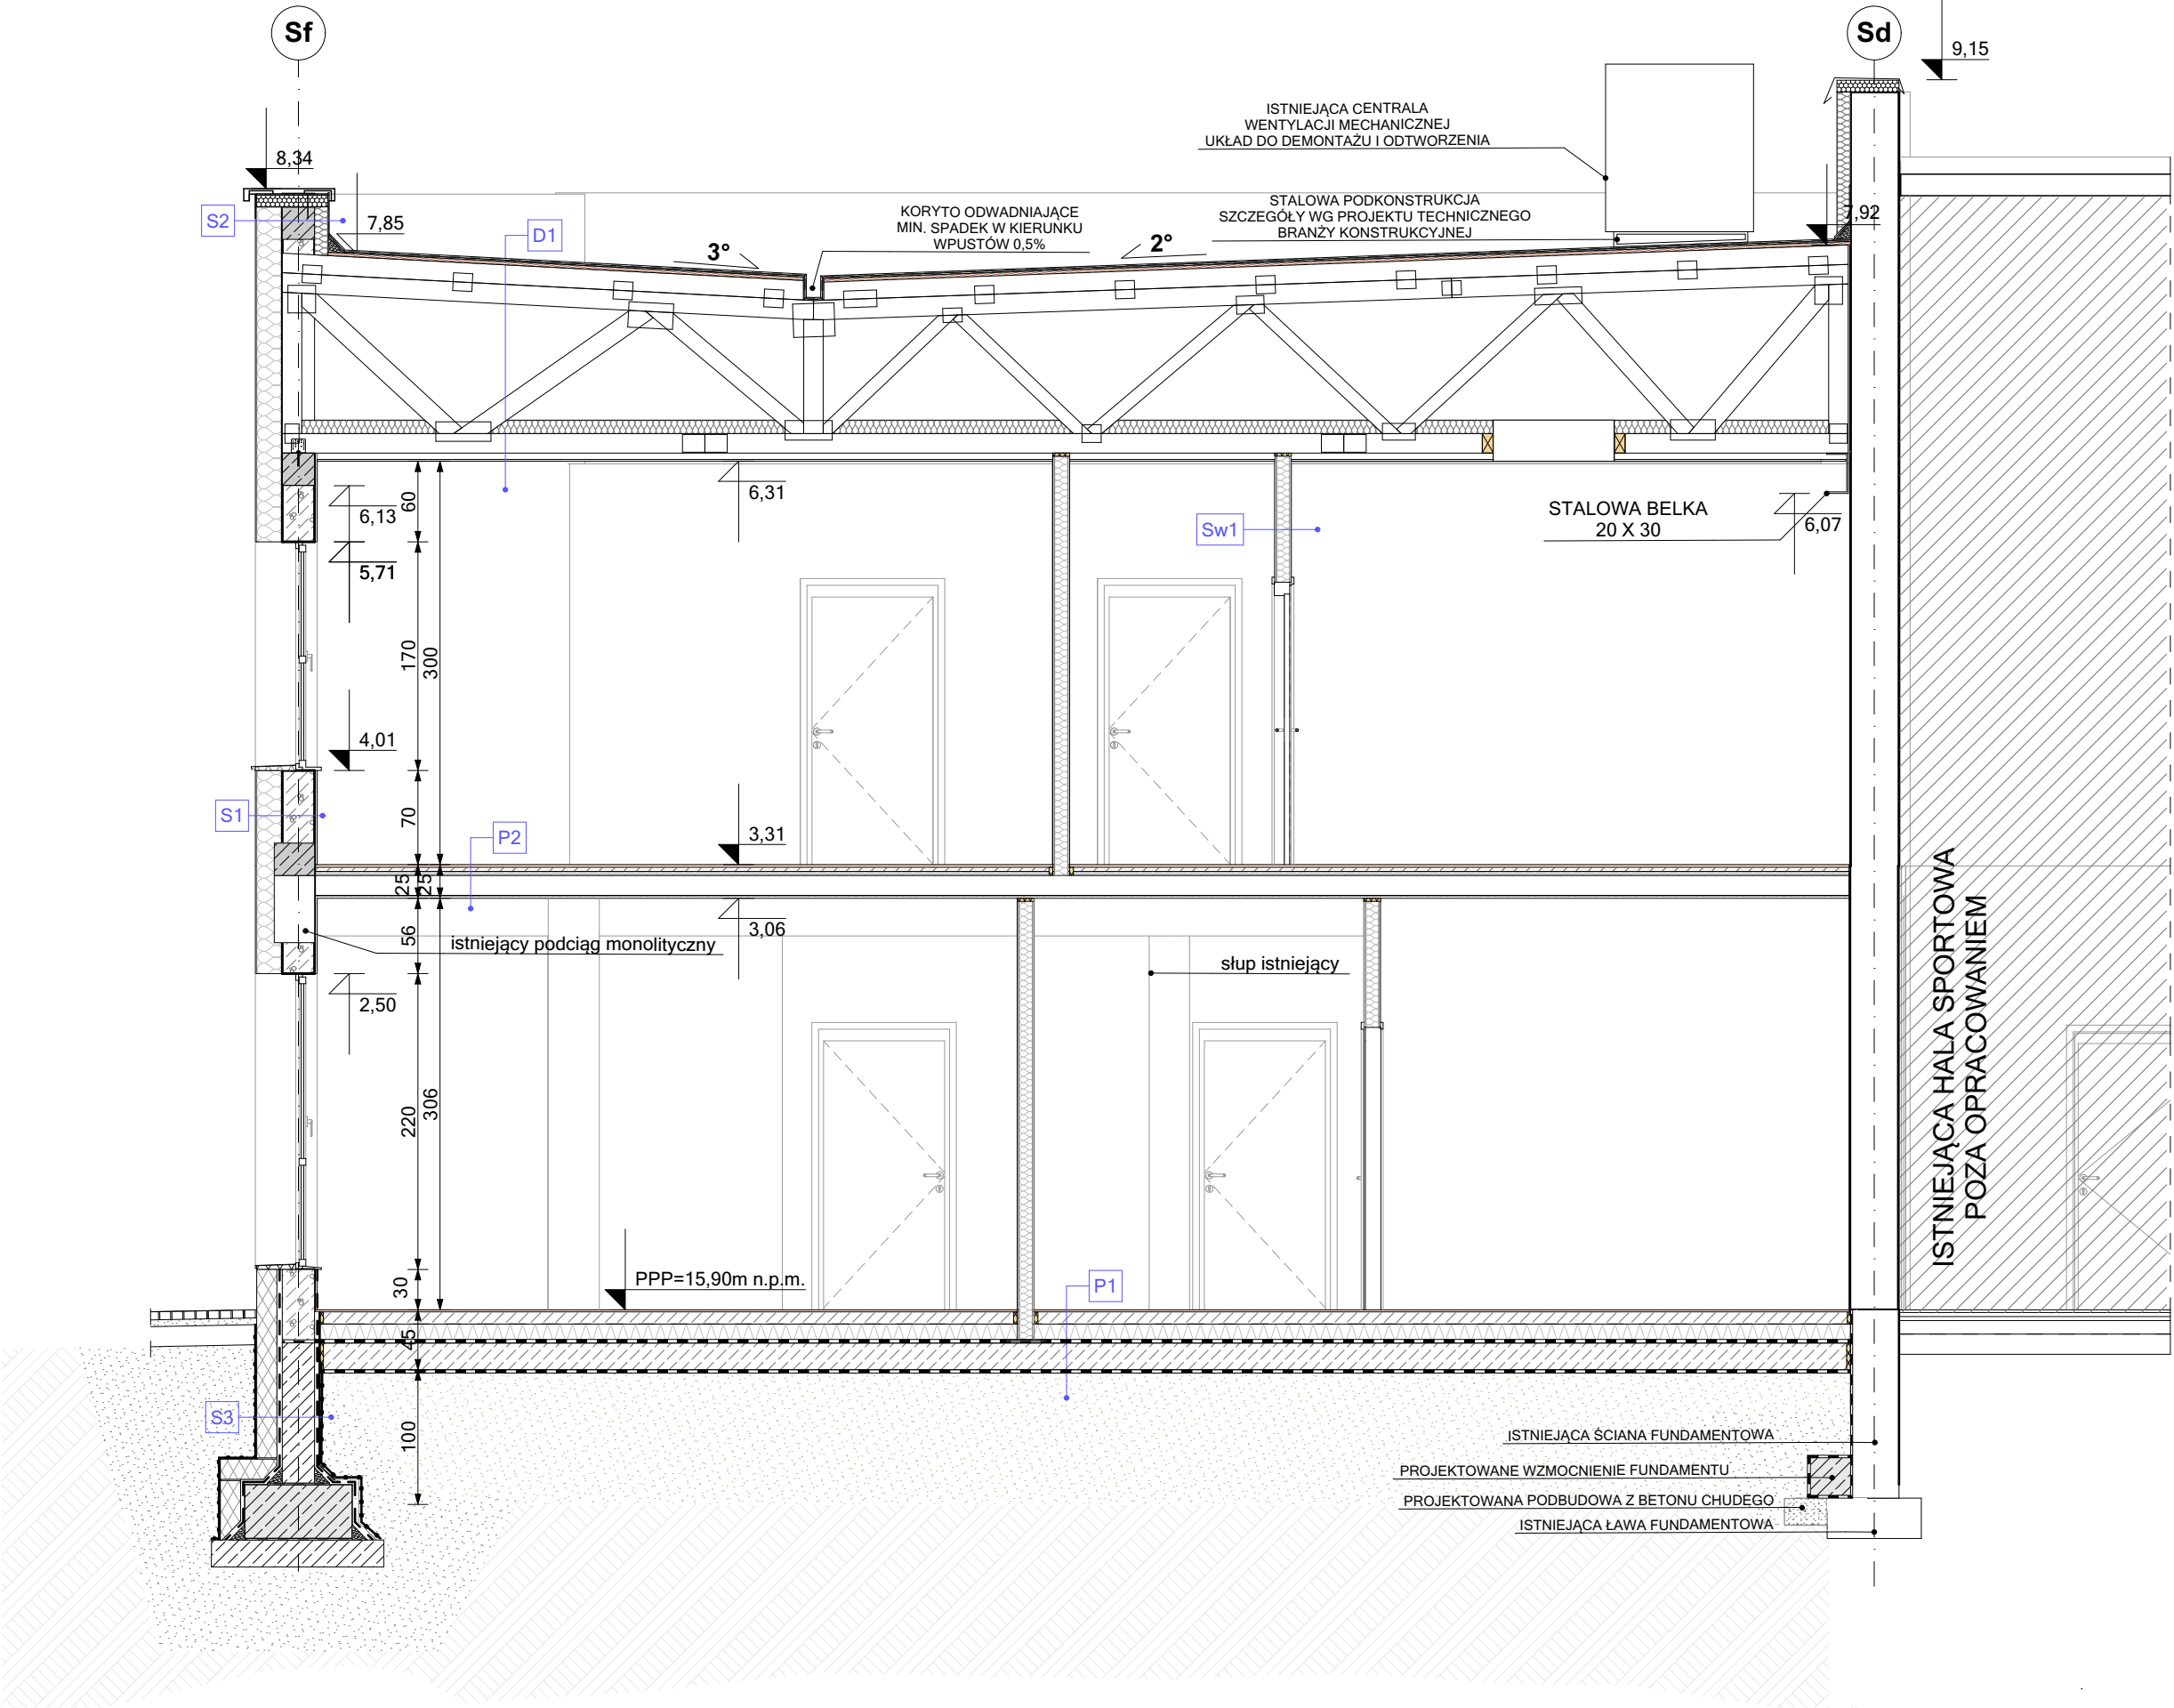 Sf
Sd
9,15
ISTNIEJĄCA CENTRALA
WENTYLACJI MECHANICZNEJ
UKŁAD DO DEMONTAŻU I ODTWORZENIA
8,34
S2
7,85
D1
KORYTO ODWADNIAJĄCE
MIN. SPADEK W KIERUNKU
WPUSTÓW 0,5%
STALOWA PODKONSTRUKCJA
SZCZEGÓŁY WG PROJEKTU TECHNICZNEGO
BRANŻY KONSTRUKCYJNEJ
7,92
3°
2°
6,31
60
6,13
5,71
Sw1
STALOWA BELKA
20 X 30
6,07
170
300
4,01
70
S1
P2
3,31
25
25
3,06
56
istniejący podciąg monolityczny
słup istniejący
2,50
220
306
ISTNIEJĄCA HALA SPORTOWA
POZA OPRACOWANIEM
30
PPP=15,90m n.p.m.
P1
45
S3
100
ISTNIEJĄCA ŚCIANA FUNDAMENTOWA
PROJEKTOWANE WZMOCNIENIE FUNDAMENTU
PROJEKTOWANA PODBUDOWA Z BETONU CHUDEGO
ISTNIEJĄCA ŁAWA FUNDAMENTOWA